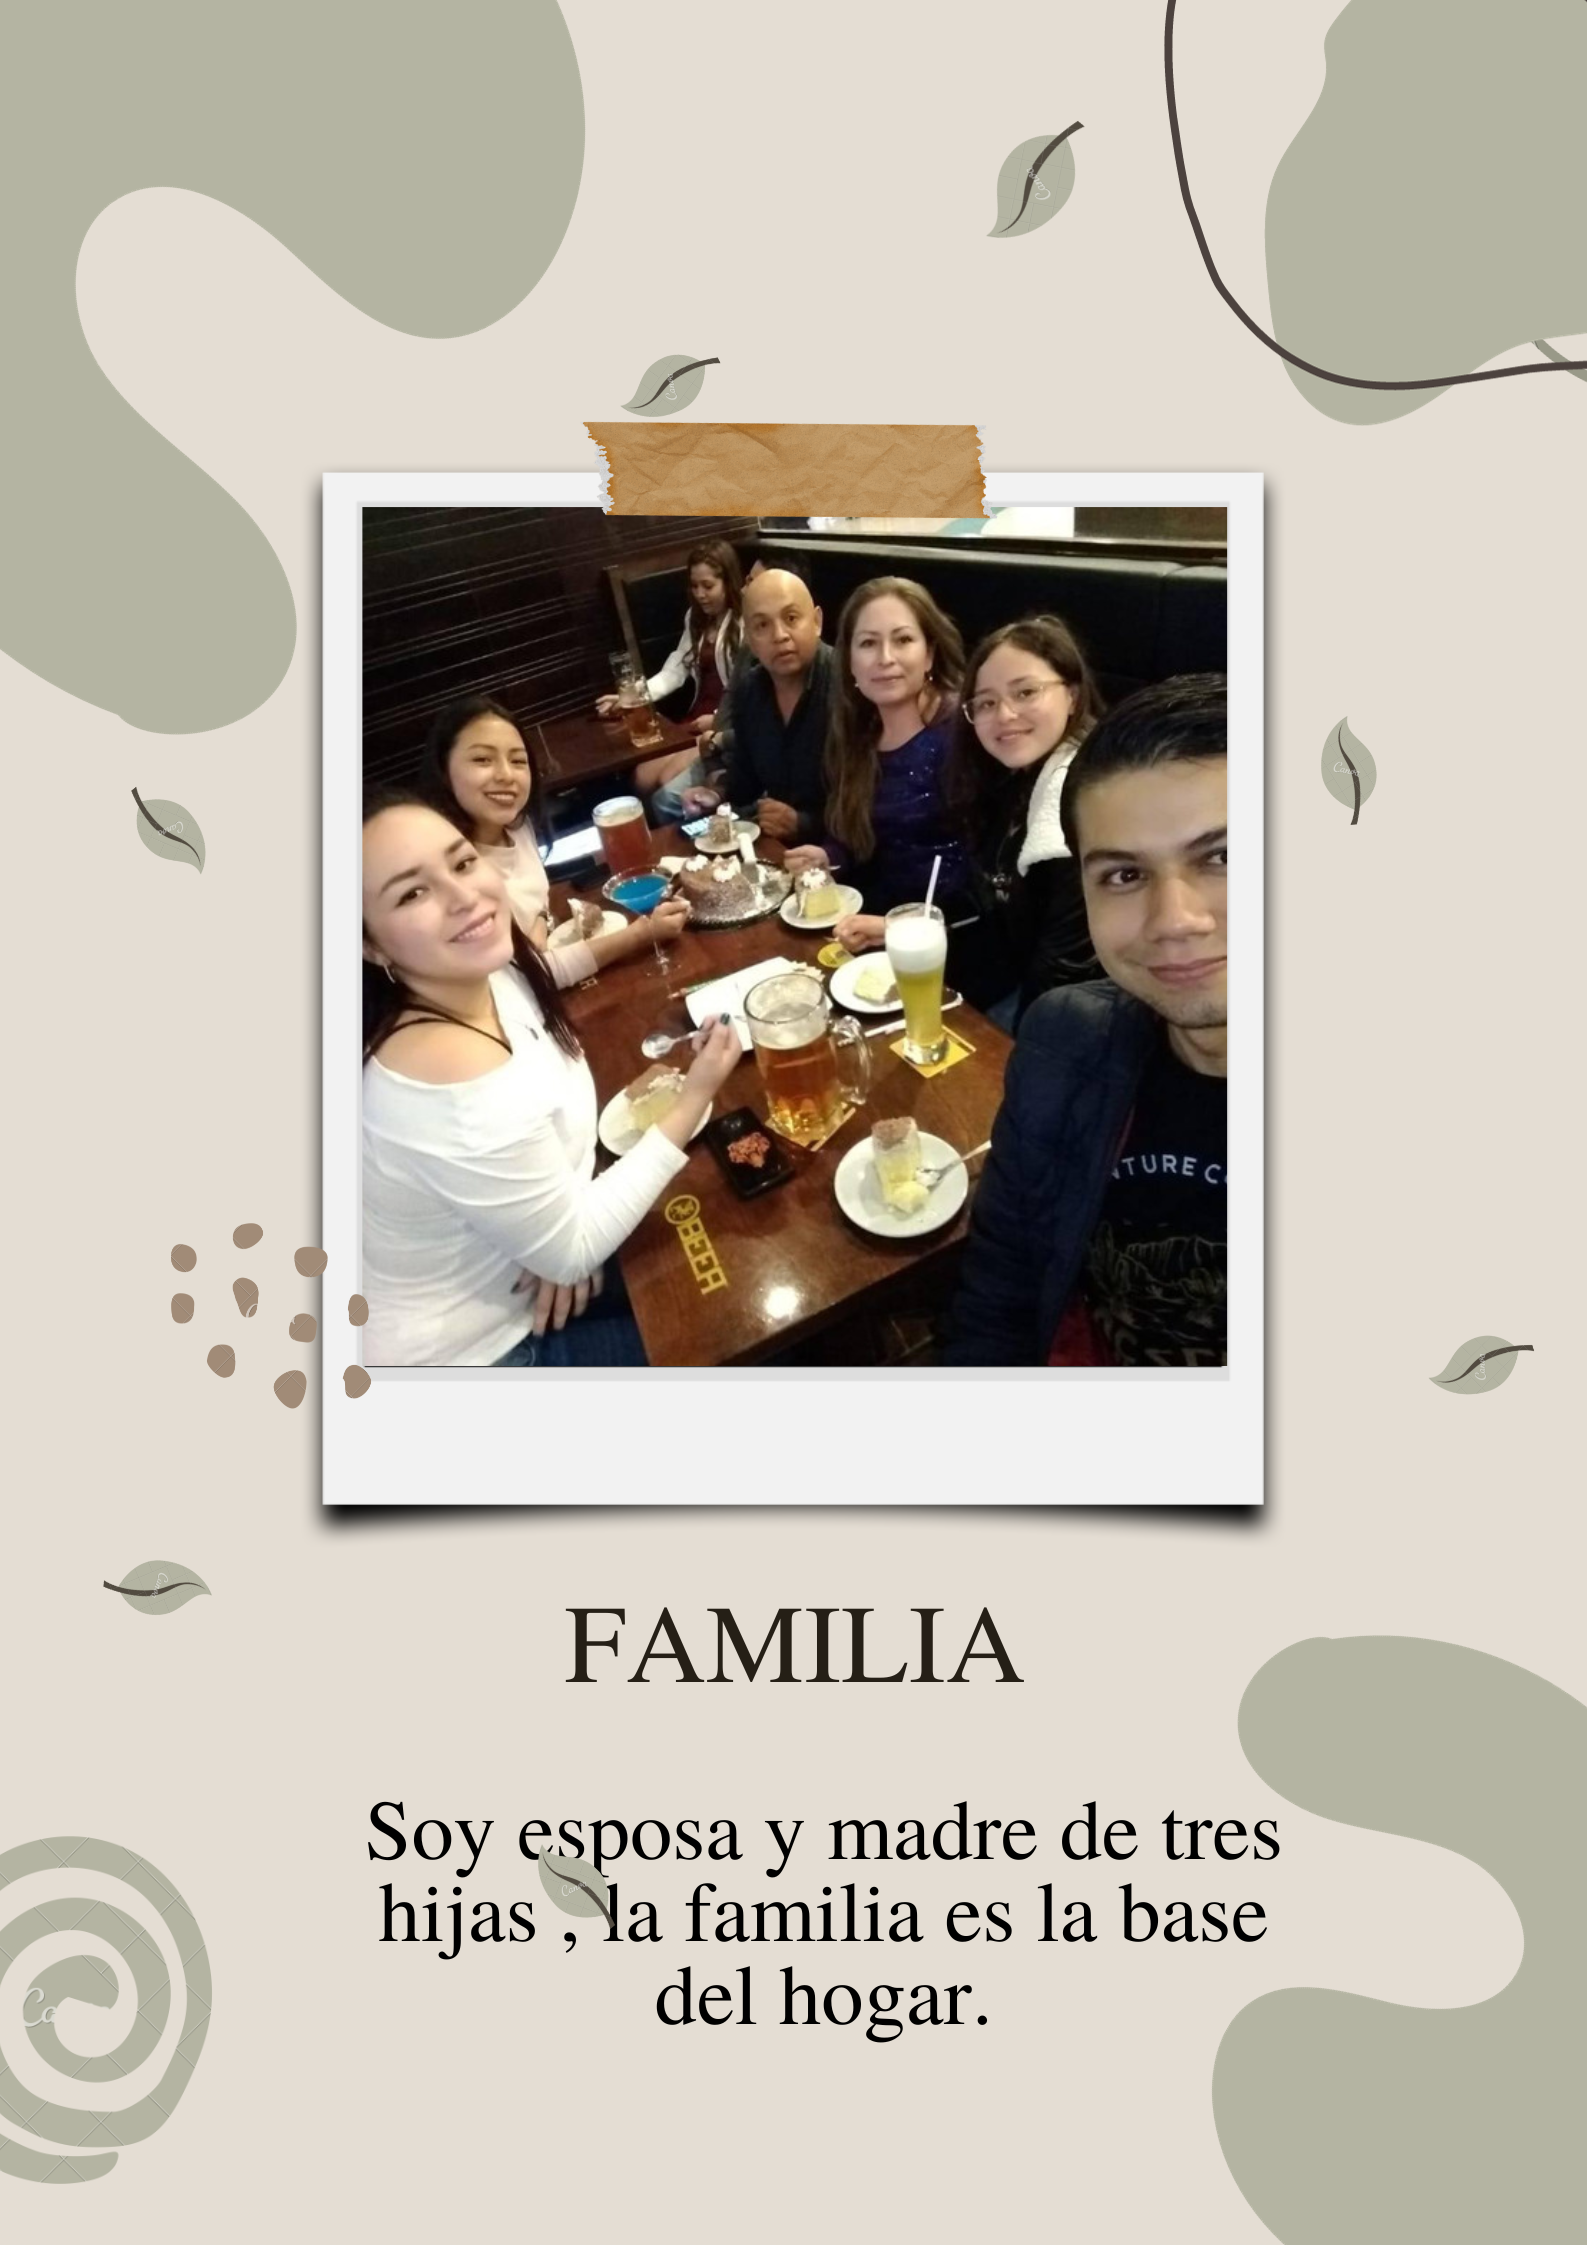 NTURE C
BEER
FAMILIA
Soy esposa y madre de tres
hijas , la familia es la base
del hogar.